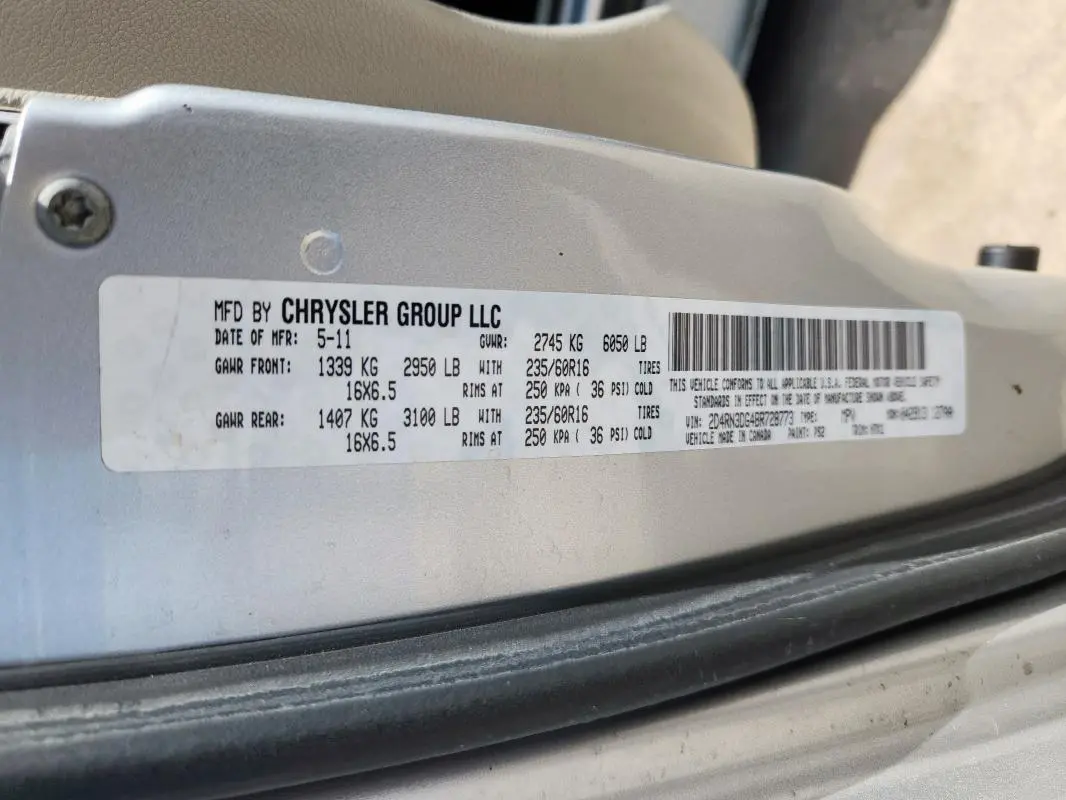 MFD BY CHRYSLER GROUP LLC
DATE OF MFR: 5-11 GVWR: 2745 KG 6050 LB
GAWR FRONT: 1339 KG 2950 LB WITH 235/60R16 TIRES
16X6.5 RIMS AT 250 KPA ( 36 PSI) COLD
GAWR REAR: 1407 KG 3100 LB WITH 235/60R16 TIRES
16X6.5 RIMS AT 250 KPA ( 36 PSI) COLD
THIS VEHICLE CONFORMS TO ALL APPLICABLE U.S.A. FEDERAL MOTOR VEHICLE SAFETY
STANDARDS IN EFFECT ON THE DATE OF MANUFACTURE SHOWN ABOVE.
VIN: 2D4RN3DG4BR728773 TYPE: MPV MDH:
VEHICLE MADE IN CANADA PAINT: PS2 TRIM: